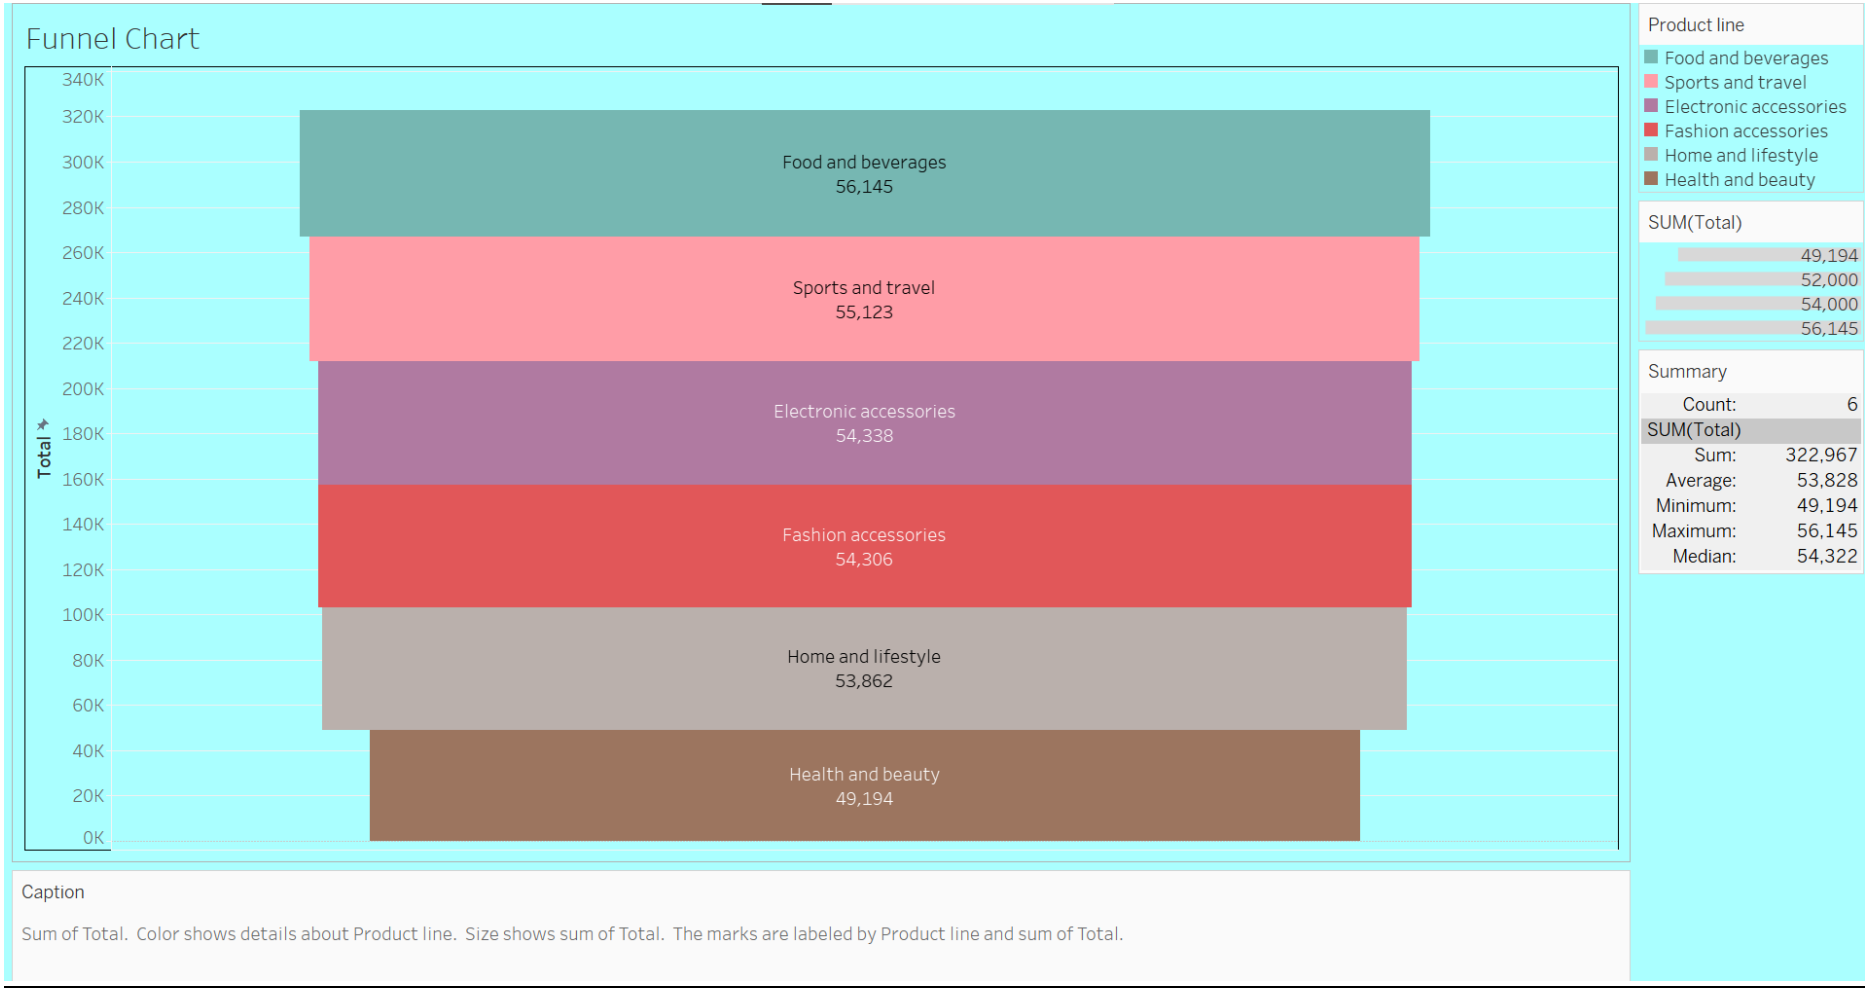 Funnel Chart
340K
320K
300K
280K
260K
240K
220K
200K
180K
160K
140K
120K
100K
80K
60K
40K
20K
0K
Total
Food and beverages
56,145
Sports and travel
55,123
Electronic accessories
54,338
Fashion accessories
54,306
Home and lifestyle
53,862
Health and beauty
49,194
Product line
Food and beverages
Sports and travel
Electronic accessories
Fashion accessories
Home and lifestyle
Health and beauty
SUM(Total)
49,194
52,000
54,000
56,145
Summary
Count: 6
SUM(Total)
Sum: 322,967
Average: 53,828
Minimum: 49,194
Maximum: 56,145
Median: 54,322
Caption
Sum of Total. Color shows details about Product line. Size shows sum of Total. The marks are labeled by Product line and sum of Total.